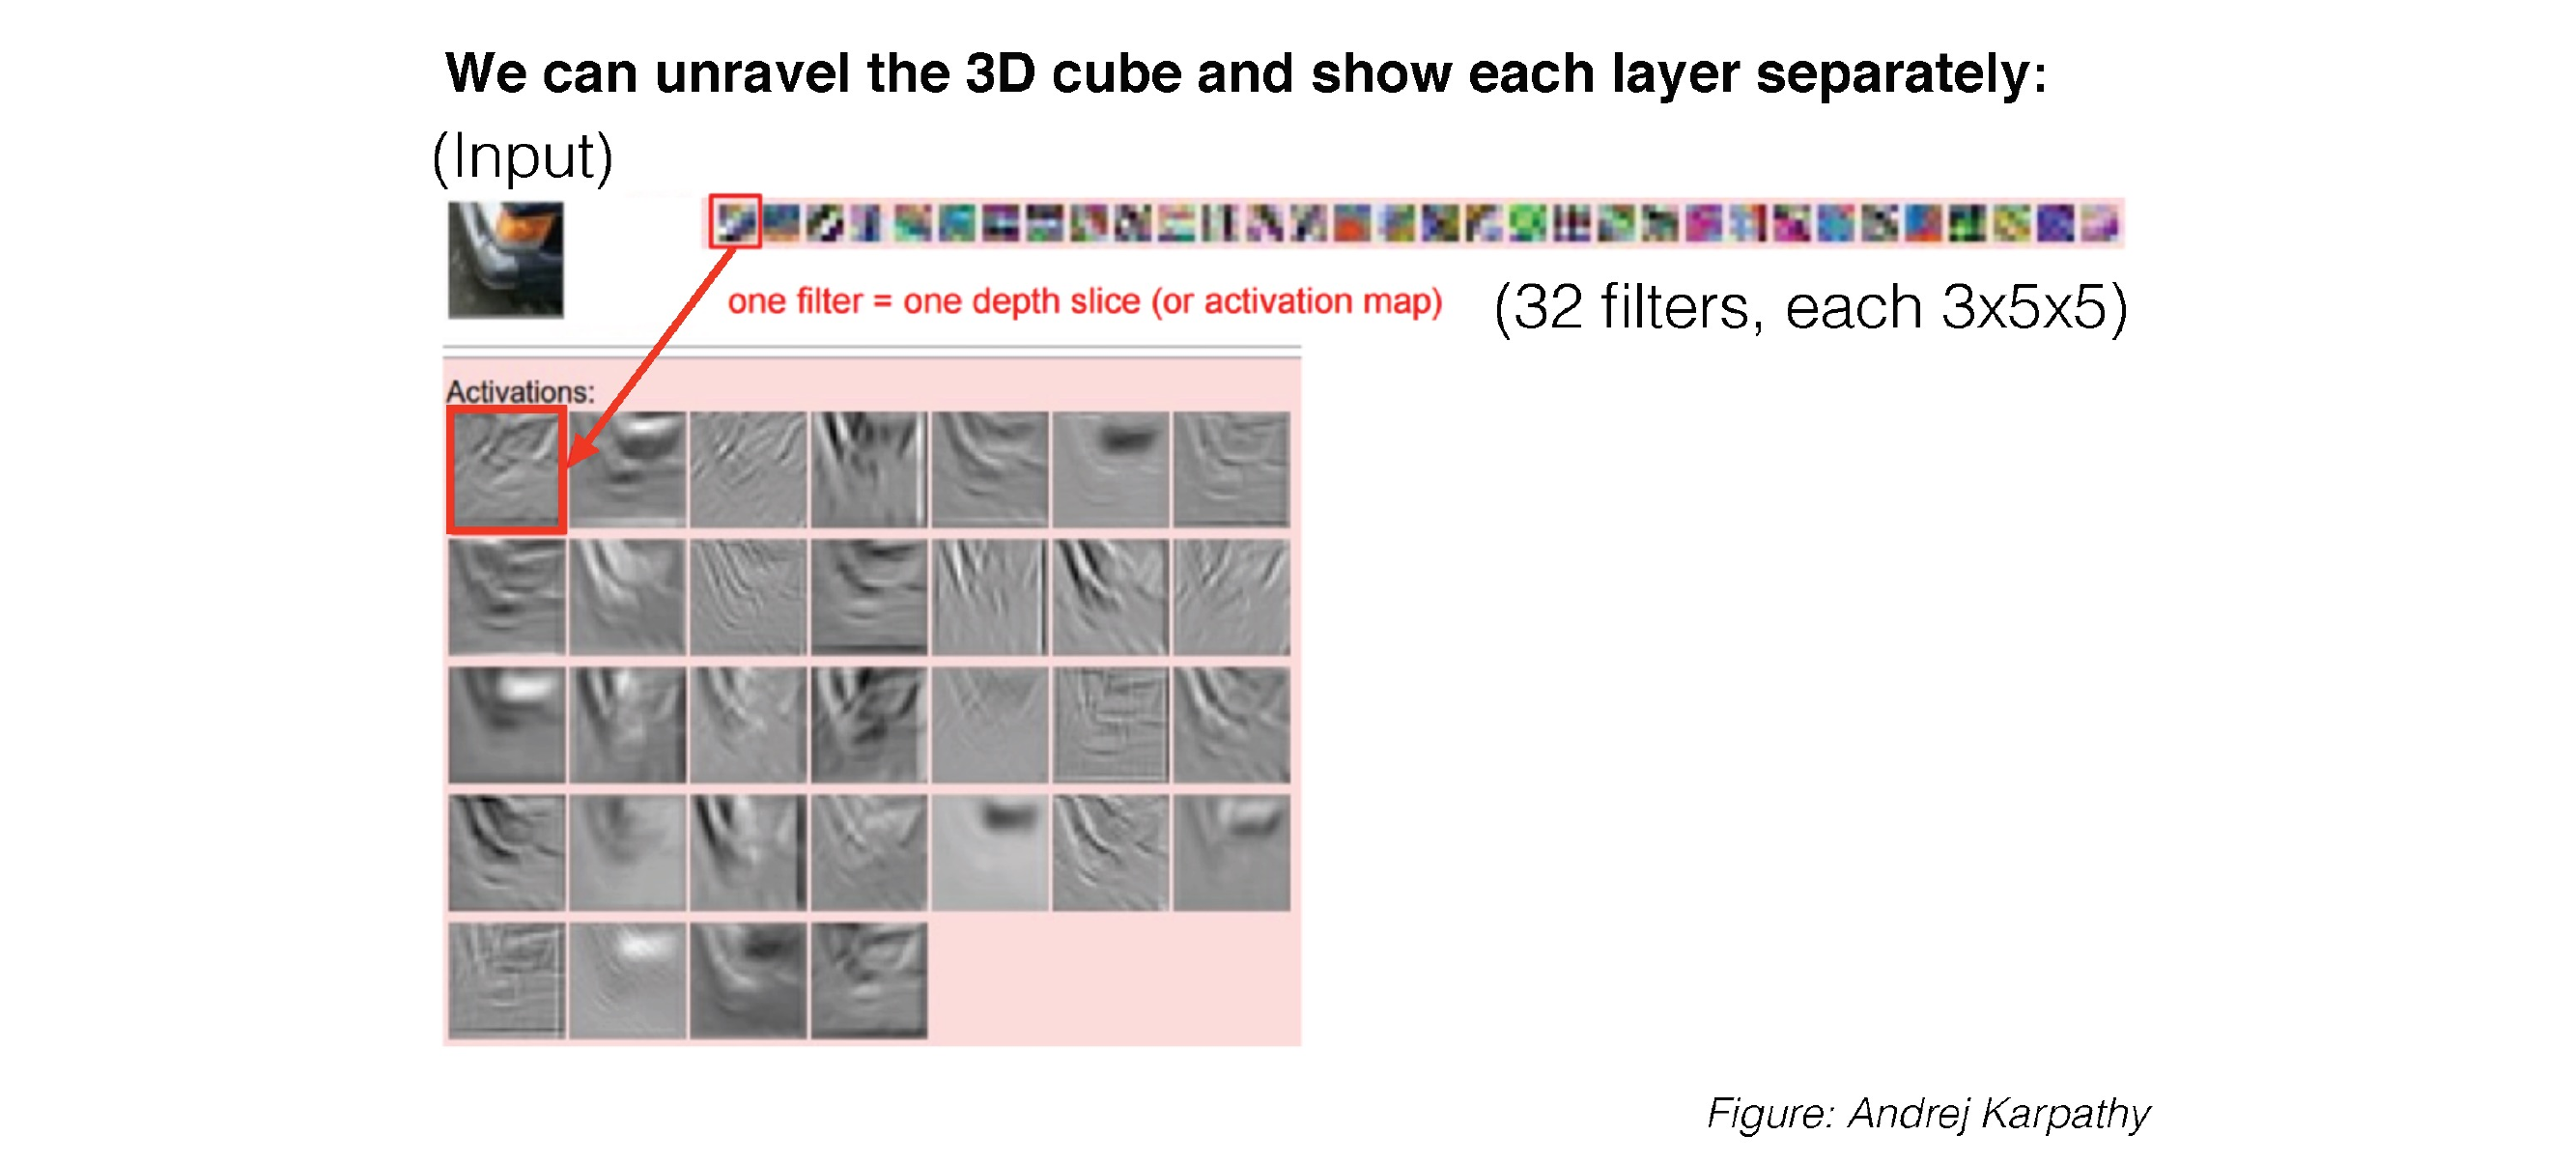 We can unravel the 3D cube and show each layer separately:
(Input)
one filter = one depth slice (or activation map)
(32 filters, each 3x5x5)
Activations:
Figure: Andrej Karpathy